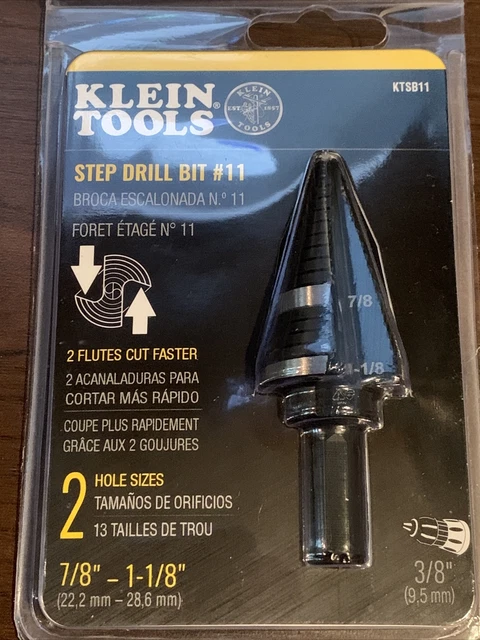 KLEIN
TOOLS®
KLEIN
EST. 1857
TOOLS
KTSB11
STEP DRILL BIT #11
BROCA ESCALONADA N.º 11
FORET ÉTAGÉ N° 11
7/8
1-1/8
2 FLUTES CUT FASTER
2 ACANALADURAS PARA
CORTAR MÁS RÁPIDO
COUPE PLUS RAPIDEMENT
GRÂCE AUX 2 GOUJURES
2
HOLE SIZES
TAMAÑOS DE ORIFICIOS
13 TAILLES DE TROU
7/8" – 1-1/8"
(22,2 mm – 28,6 mm)
3/8"
(9,5 mm)